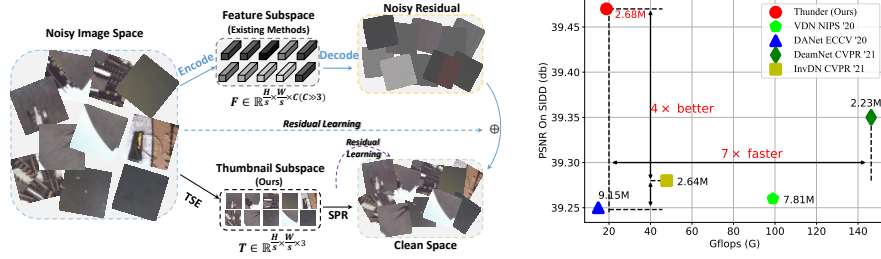 Noisy Image Space
Encode
Feature Subspace
(Existing Methods)
F ∈ ℝ^{H/s × W/s × C(C≫3)}
Decode
Noisy Residual
Residual Learning
⊕
TSE
Thumbnail Subspace
(Ours)
T ∈ ℝ^{H/s × W/s × 3}
SPR
Residual
Learning
Clean Space
PSNR On SIDD (db)
39.45
39.40
39.35
39.30
39.25
20
40
60
80
100
120
140
Gflops (G)
Thunder (Ours)
VDN NIPS '20
DANet ECCV '20
DeamNet CVPR '21
InvDN CVPR '21
2.68M
4× better
7× faster
2.23M
2.64M
9.15M
7.81M